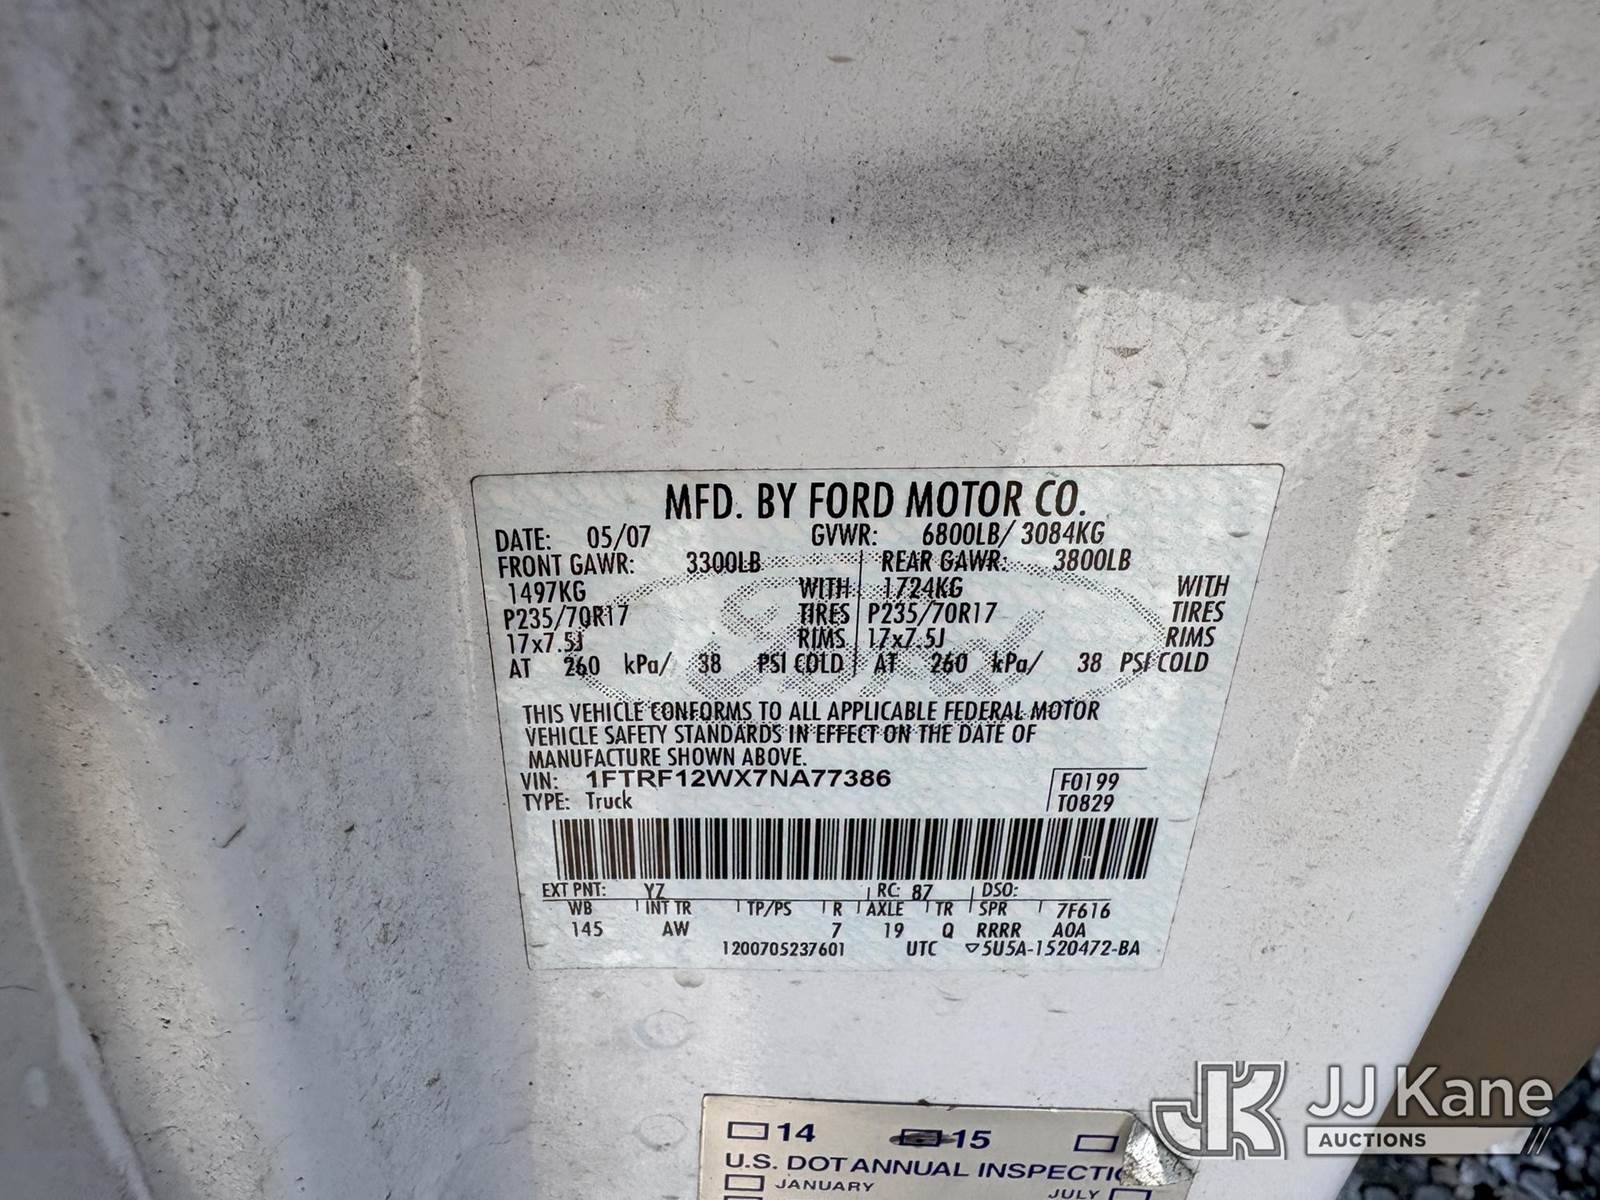 MFD. BY FORD MOTOR CO.
DATE: 05/07 GVWR: 6800LB/ 3084KG
FRONT GAWR: 3300LB REAR GAWR: 3800LB
1497KG WITH 1724KG WITH
P235/70R17 TIRES P235/70R17 TIRES
17x7.5J RIMS 17x7.5J RIMS
AT 260 kPa/ 38 PSI COLD AT 260 kPa/ 38 PSI COLD
THIS VEHICLE CONFORMS TO ALL APPLICABLE FEDERAL MOTOR
VEHICLE SAFETY STANDARDS IN EFFECT ON THE DATE OF
MANUFACTURE SHOWN ABOVE.
VIN: 1FTRF12WX7NA77386 F0199
TYPE: Truck T0829
EXT PNT: YZ RC: 87 DSO:
WB INT TR TP/PS R AXLE TR SPR 7F616
145 AW 7 19 Q RRRR A0A
1200705237601 UTC ▽5U5A-1520472-BA
14 15
U.S. DOT ANNUAL INSPECTIO
JANUARY JULY
JK JJ Kane
AUCTIONS